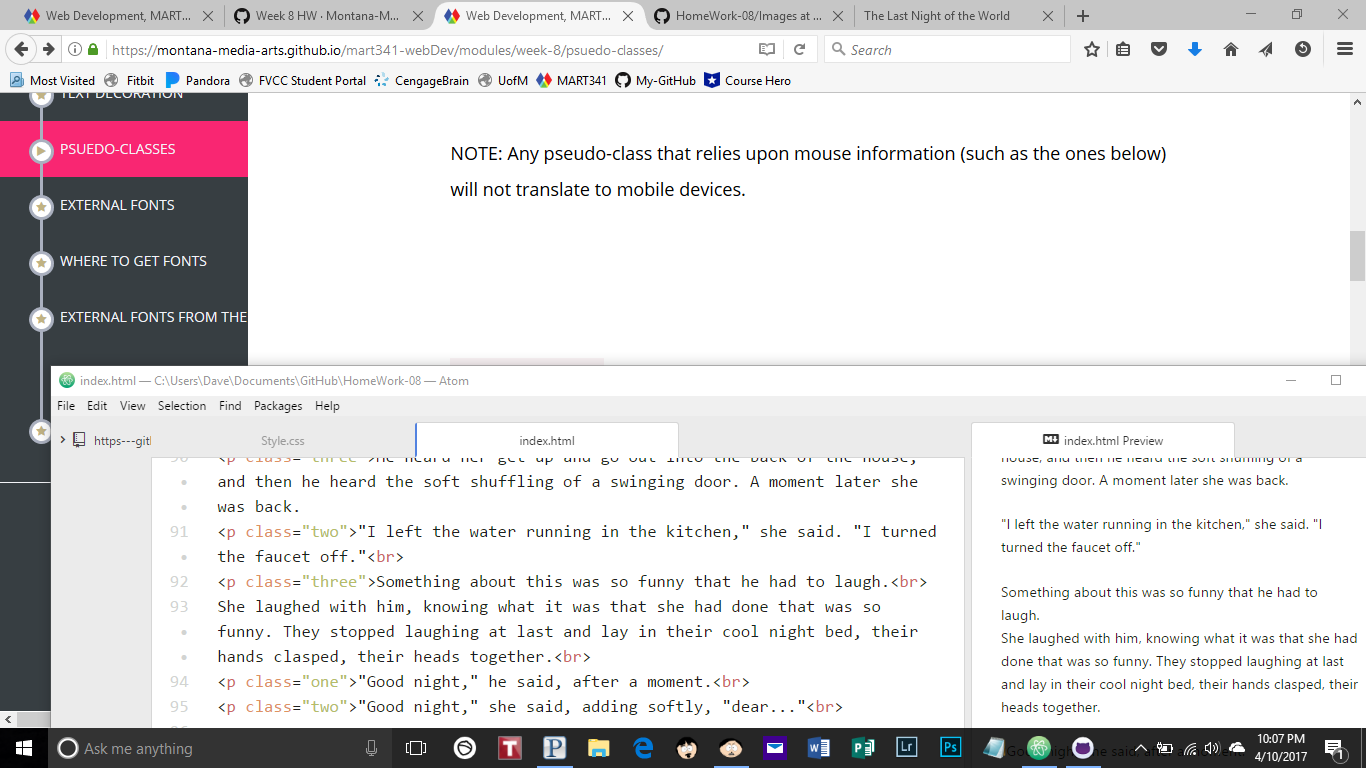 Web Development, MART...
Week 8 HW · Montana-M...
Web Development, MART...
HomeWork-08/Images at ...
The Last Night of the World
https://montana-media-arts.github.io/mart341-webDev/modules/week-8/psuedo-classes/
Search
Most Visited
Fitbit
Pandora
FVCC Student Portal
CengageBrain
UofM
MART341
My-GitHub
Course Hero
TEXT DECORATION
PSUEDO-CLASSES
EXTERNAL FONTS
WHERE TO GET FONTS
EXTERNAL FONTS FROM THE
NOTE: Any pseudo-class that relies upon mouse information (such as the ones below)
will not translate to mobile devices.
index.html — C:\Users\Dave\Documents\GitHub\HomeWork-08 — Atom
File Edit View Selection Find Packages Help
https---gitl
Style.css
index.html
index.html Preview
90 <p class="three">He heard her get up and go out into the back of the house,
and then he heard the soft shuffling of a swinging door. A moment later she
was back.
91 <p class="two">"I left the water running in the kitchen," she said. "I turned
the faucet off."<br>
92 <p class="three">Something about this was so funny that he had to laugh.<br>
93 She laughed with him, knowing what it was that she had done that was so
funny. They stopped laughing at last and lay in their cool night bed, their
hands clasped, their heads together.<br>
94 <p class="one">"Good night," he said, after a moment.<br>
95 <p class="two">"Good night," she said, adding softly, "dear..."<br>
house, and then he heard the soft shuffling of a
swinging door. A moment later she was back.
"I left the water running in the kitchen," she said. "I
turned the faucet off."
Something about this was so funny that he had to
laugh.
She laughed with him, knowing what it was that she had
done that was so funny. They stopped laughing at last
and lay in their cool night bed, their hands clasped, their
heads together.
Ask me anything
10:07 PM
4/10/2017